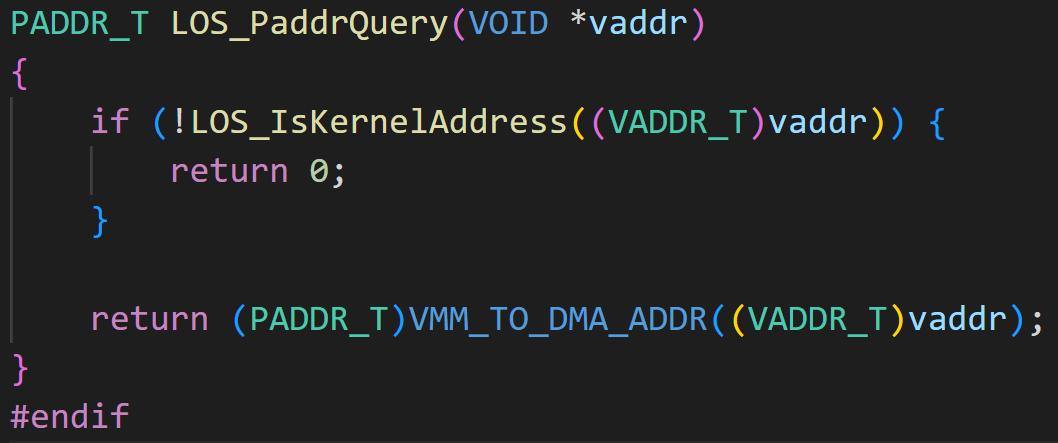 PADDR_T LOS_PaddrQuery(VOID *vaddr)
{
    if (!LOS_IsKernelAddress((VADDR_T)vaddr)) {
        return 0;
    }

    return (PADDR_T)VMM_TO_DMA_ADDR((VADDR_T)vaddr);
}
#endif